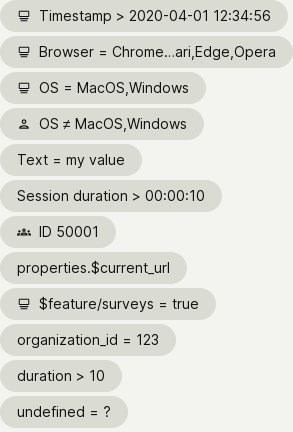 Timestamp > 2020-04-01 12:34:56
Browser = Chrome...ari,Edge,Opera
OS = MacOS,Windows
OS ≠ MacOS,Windows
Text = my value
Session duration > 00:00:10
ID 50001
properties.$current_url
$feature/surveys = true
organization_id = 123
duration > 10
undefined = ?